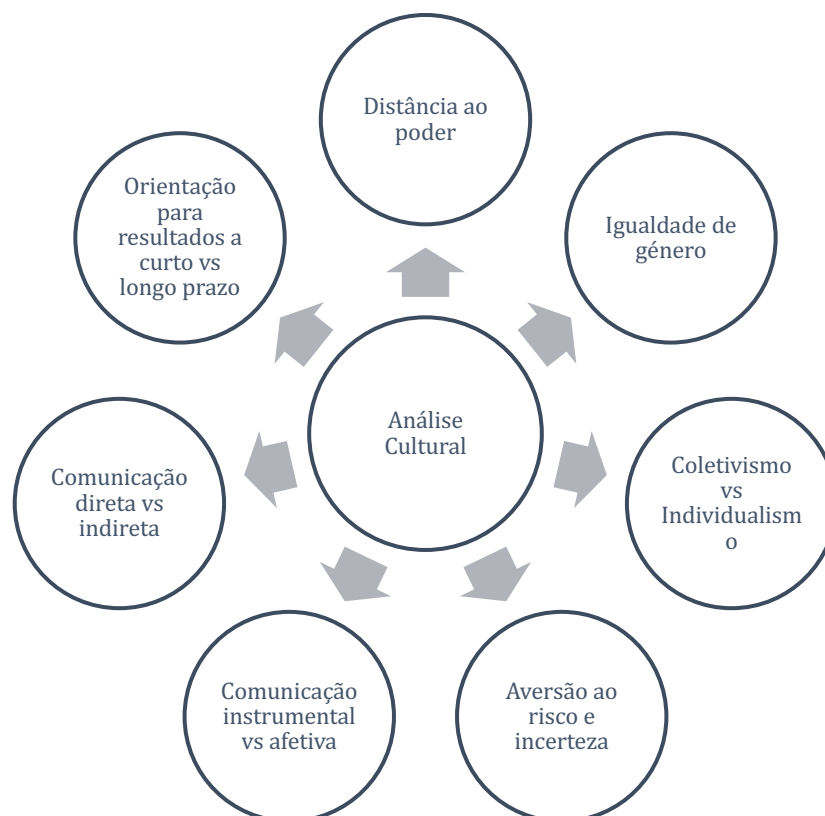 Distância ao
poder
Igualdade de
género
Coletivismo
vs
Individualism
o
Aversão ao
risco e
incerteza
Comunicação
instrumental
vs afetiva
Comunicação
direta vs
indireta
Orientação
para
resultados a
curto vs
longo prazo
Análise
Cultural